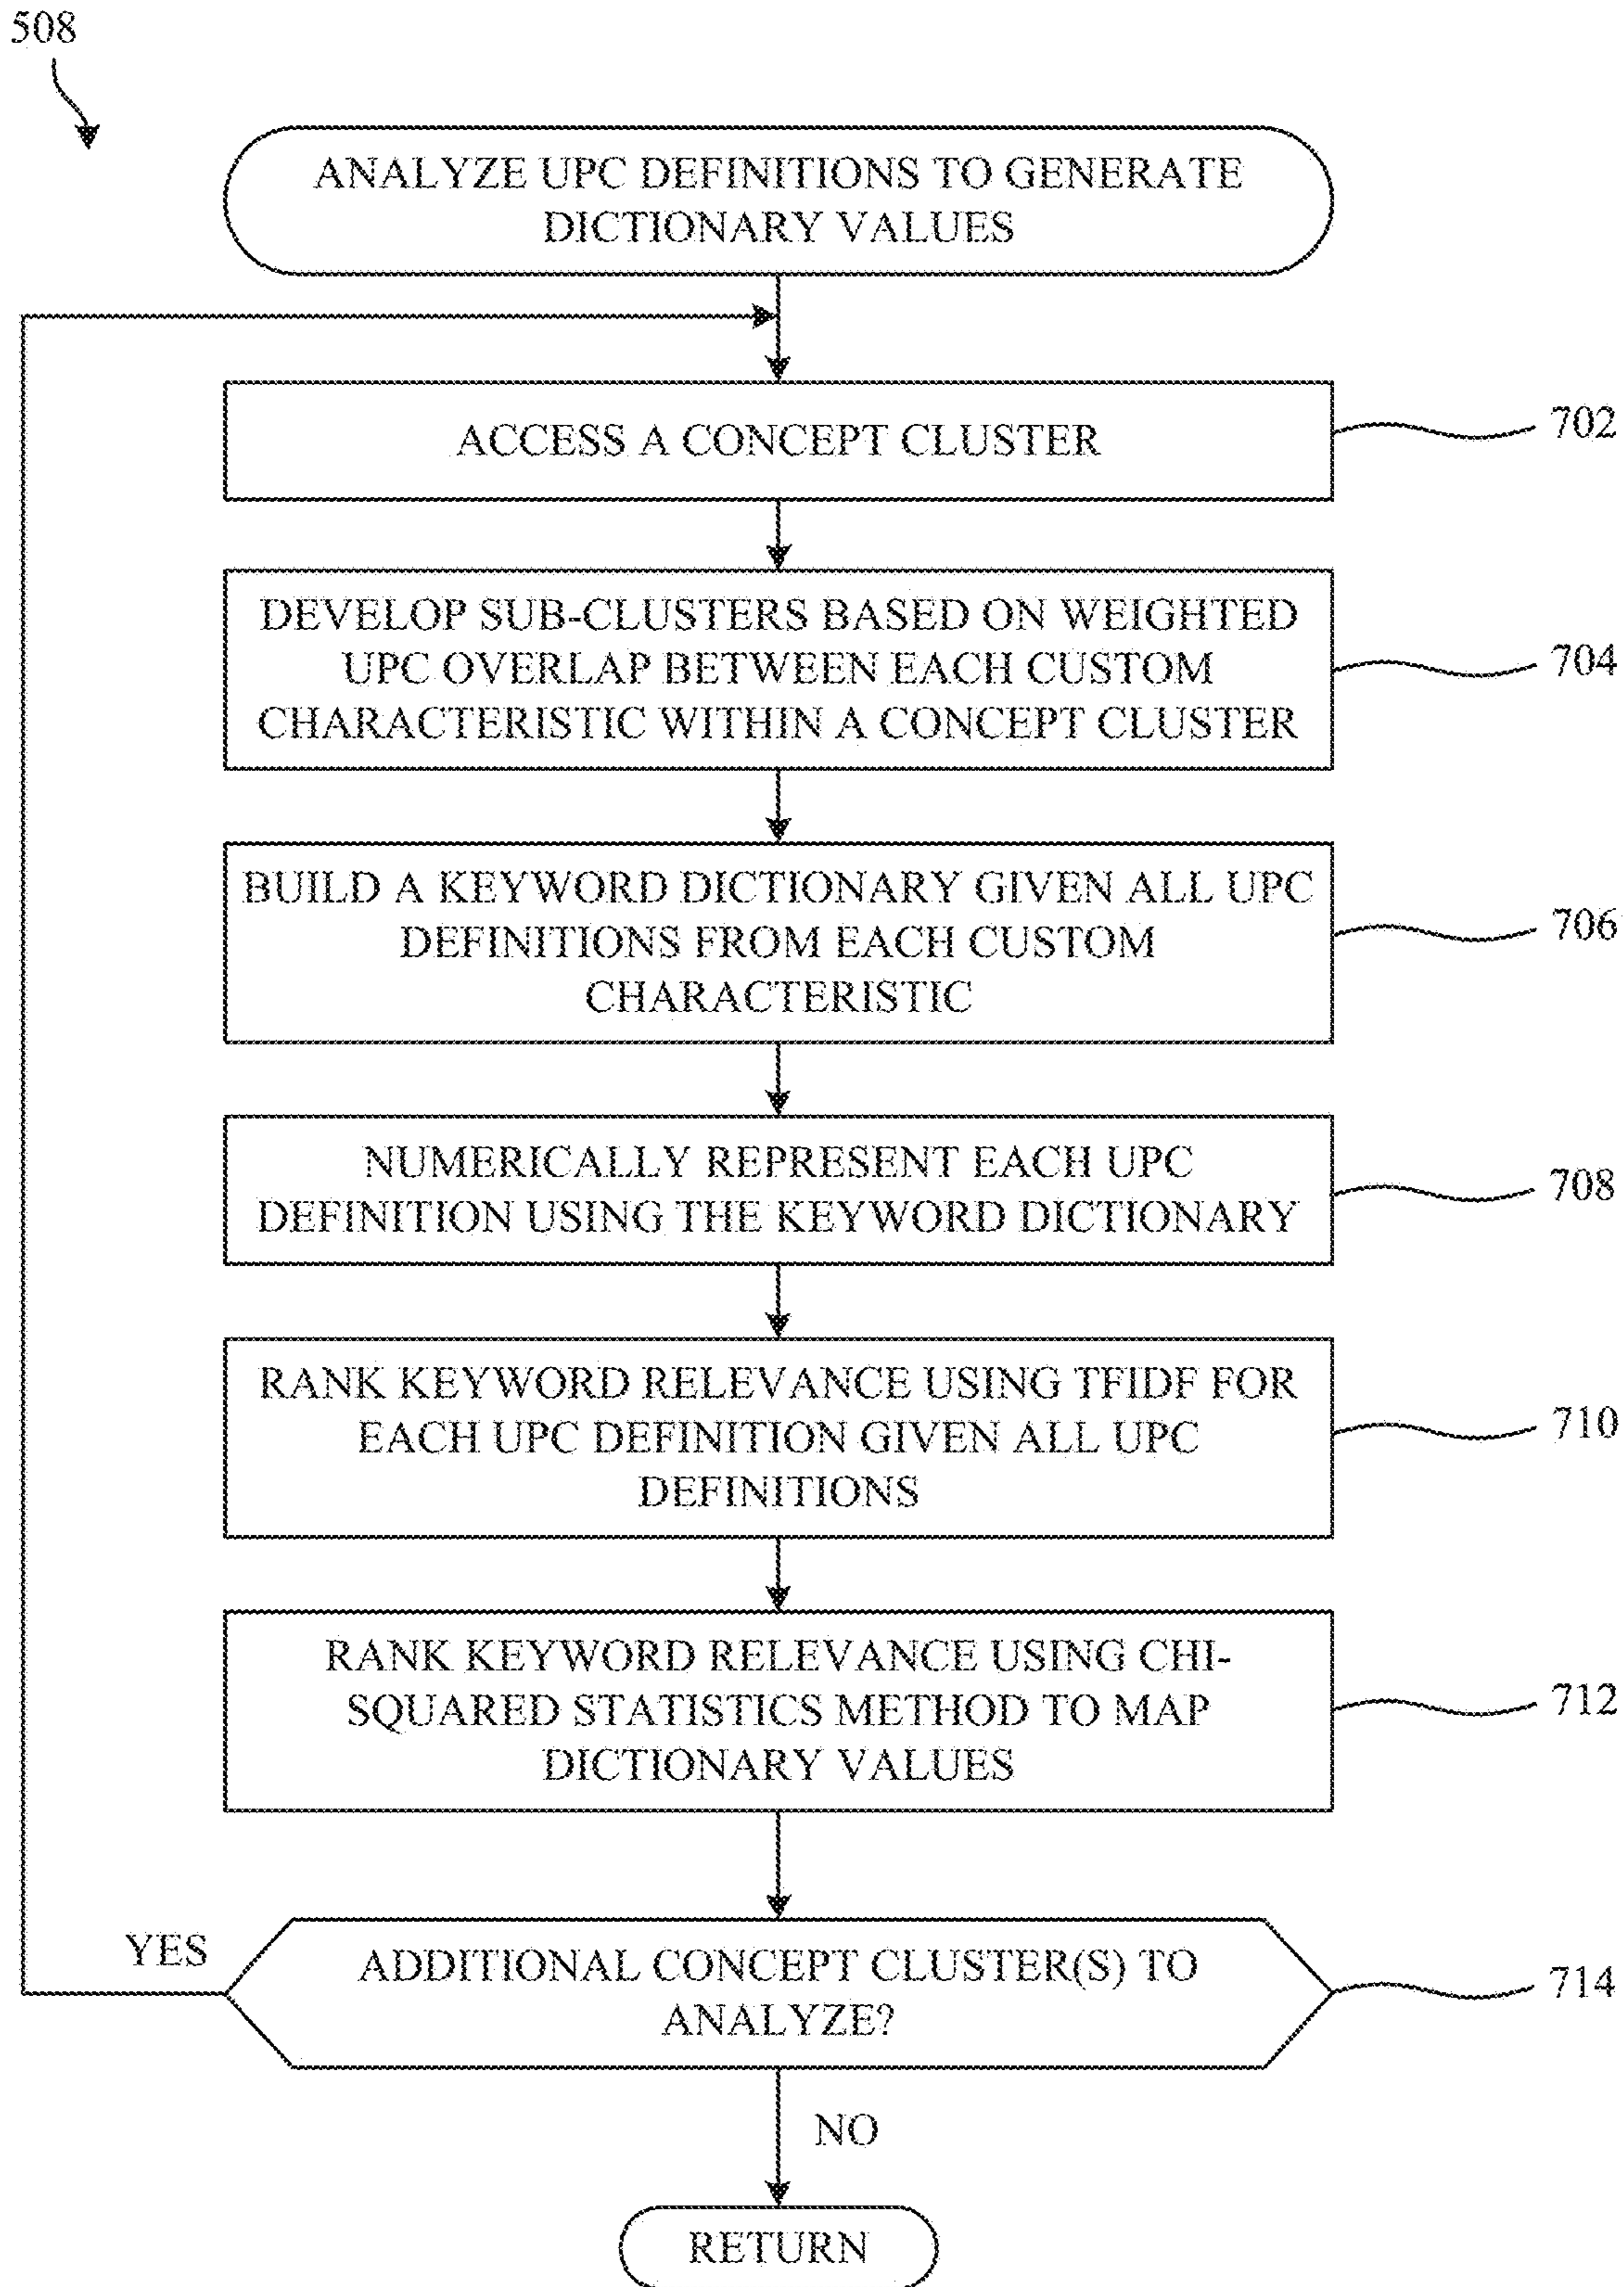 508
ANALYZE UPC DEFINITIONS TO GENERATE
DICTIONARY VALUES
ACCESS A CONCEPT CLUSTER
702
DEVELOP SUB-CLUSTERS BASED ON WEIGHTED
UPC OVERLAP BETWEEN EACH CUSTOM
CHARACTERISTIC WITHIN A CONCEPT CLUSTER
704
BUILD A KEYWORD DICTIONARY GIVEN ALL UPC
DEFINITIONS FROM EACH CUSTOM
CHARACTERISTIC
706
NUMERICALLY REPRESENT EACH UPC
DEFINITION USING THE KEYWORD DICTIONARY
708
RANK KEYWORD RELEVANCE USING TFIDF FOR
EACH UPC DEFINITION GIVEN ALL UPC
DEFINITIONS
710
RANK KEYWORD RELEVANCE USING CHI-
SQUARED STATISTICS METHOD TO MAP
DICTIONARY VALUES
712
YES
ADDITIONAL CONCEPT CLUSTER(S) TO
ANALYZE?
714
NO
RETURN